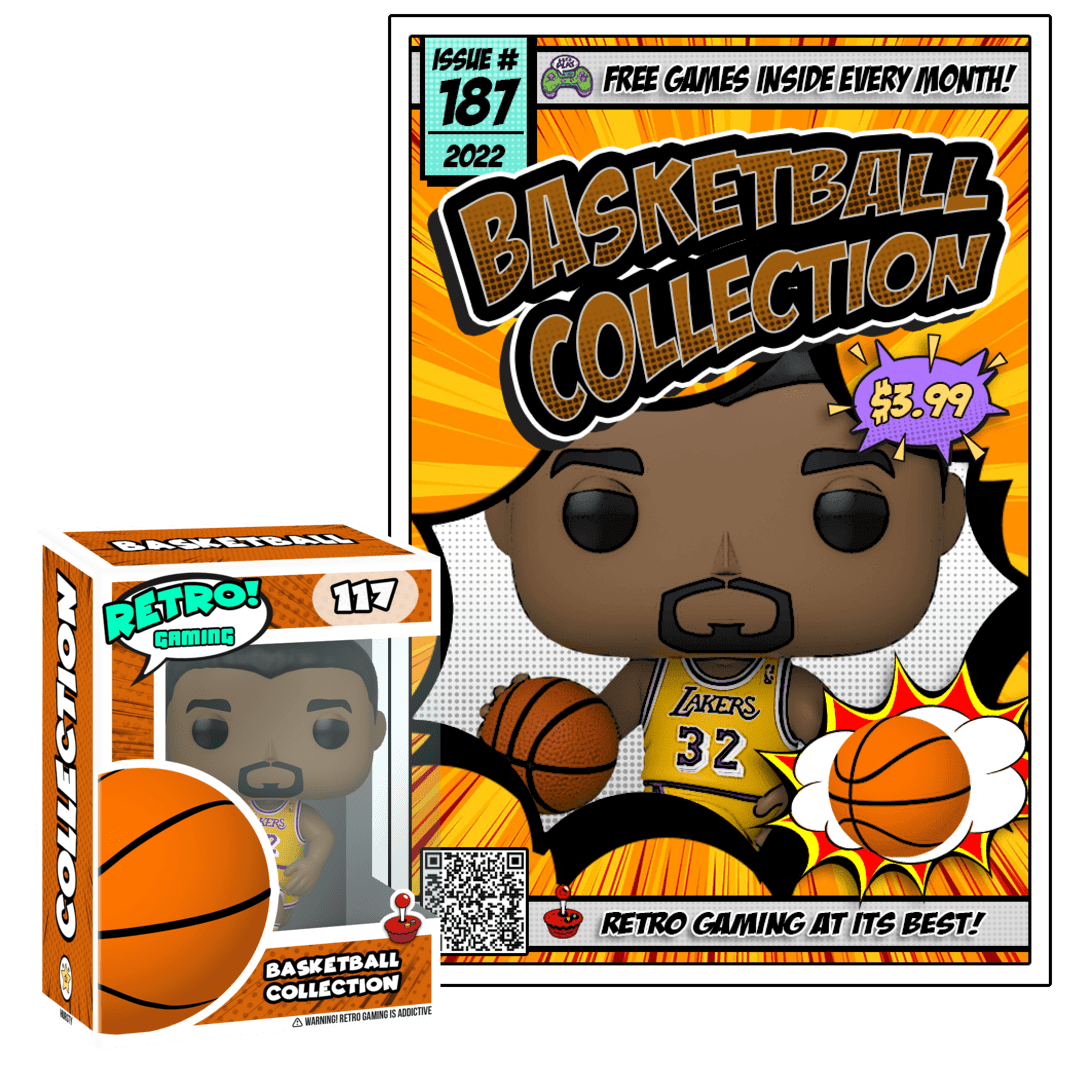 ISSUE #
187
2022
FREE GAMES INSIDE EVERY MONTH!
BASKETBALL
COLLECTION
$3.99
LAKERS
32
RETRO GAMING AT ITS BEST!
BASKETBALL
RETRO!
GAMING
117
COLLECTION
KERS
BASKETBALL
COLLECTION
WARNING! RETRO GAMING IS ADDICTIVE